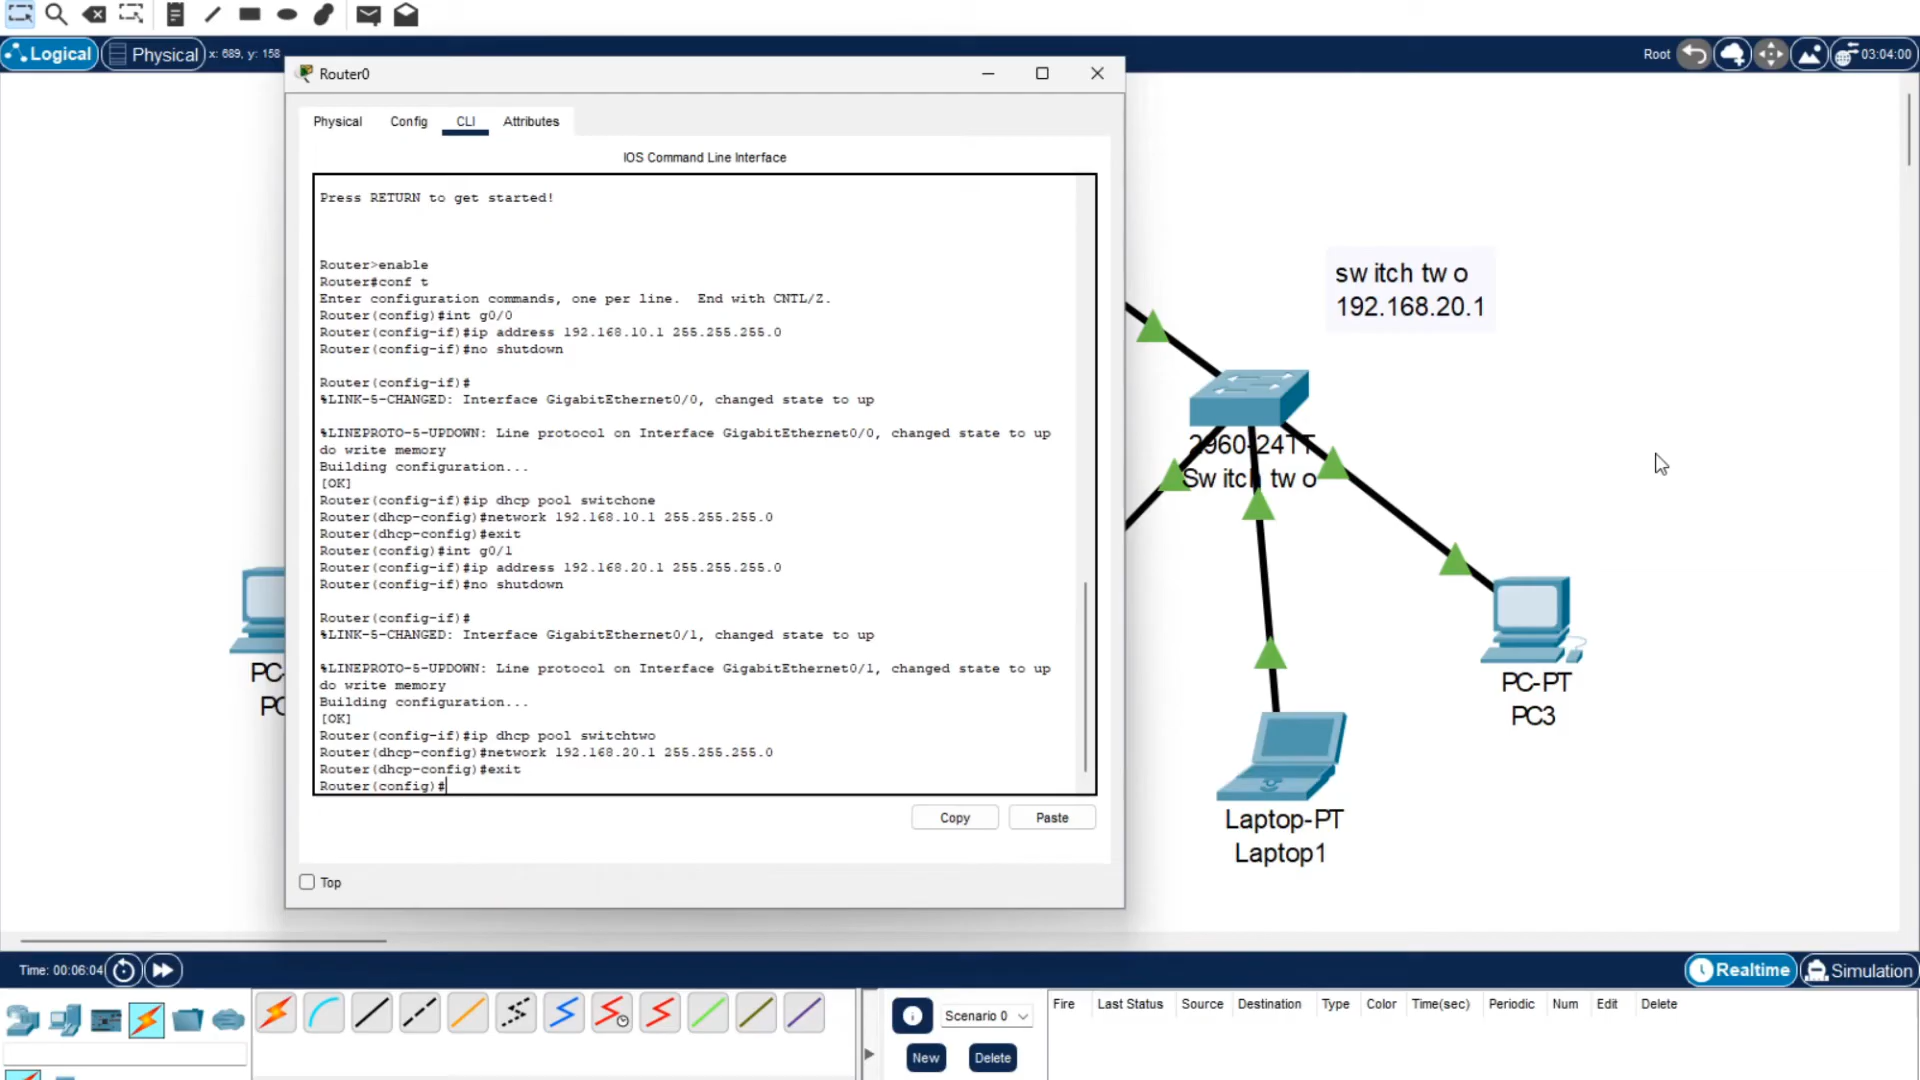 Logical
Physical
x: 689, y: 158
Root
03:04:00
Router0
Physical
Config
CLI
Attributes
IOS Command Line Interface
Press RETURN to get started!
Router>enable
Router#conf t
Enter configuration commands, one per line.  End with CNTL/Z.
Router(config)#int g0/0
Router(config-if)#ip address 192.168.10.1 255.255.255.0
Router(config-if)#no shutdown
Router(config-if)#
%LINK-5-CHANGED: Interface GigabitEthernet0/0, changed state to up
%LINEPROTO-5-UPDOWN: Line protocol on Interface GigabitEthernet0/0, changed state to up
do write memory
Building configuration...
[OK]
Router(config-if)#ip dhcp pool switchone
Router(dhcp-config)#network 192.168.10.1 255.255.255.0
Router(dhcp-config)#exit
Router(config)#int g0/1
Router(config-if)#ip address 192.168.20.1 255.255.255.0
Router(config-if)#no shutdown
Router(config-if)#
%LINK-5-CHANGED: Interface GigabitEthernet0/1, changed state to up
%LINEPROTO-5-UPDOWN: Line protocol on Interface GigabitEthernet0/1, changed state to up
do write memory
Building configuration...
[OK]
Router(config-if)#ip dhcp pool switchtwo
Router(dhcp-config)#network 192.168.20.1 255.255.255.0
Router(dhcp-config)#exit
Router(config)#
Copy
Paste
Top
switch two
192.168.20.1
2960-24TT
Switch two
PC-PT
PC3
Laptop-PT
Laptop1
PC-
PC
Time: 00:06:04
Realtime
Simulation
Scenario 0
New
Delete
Fire
Last Status
Source
Destination
Type
Color
Time(sec)
Periodic
Num
Edit
Delete